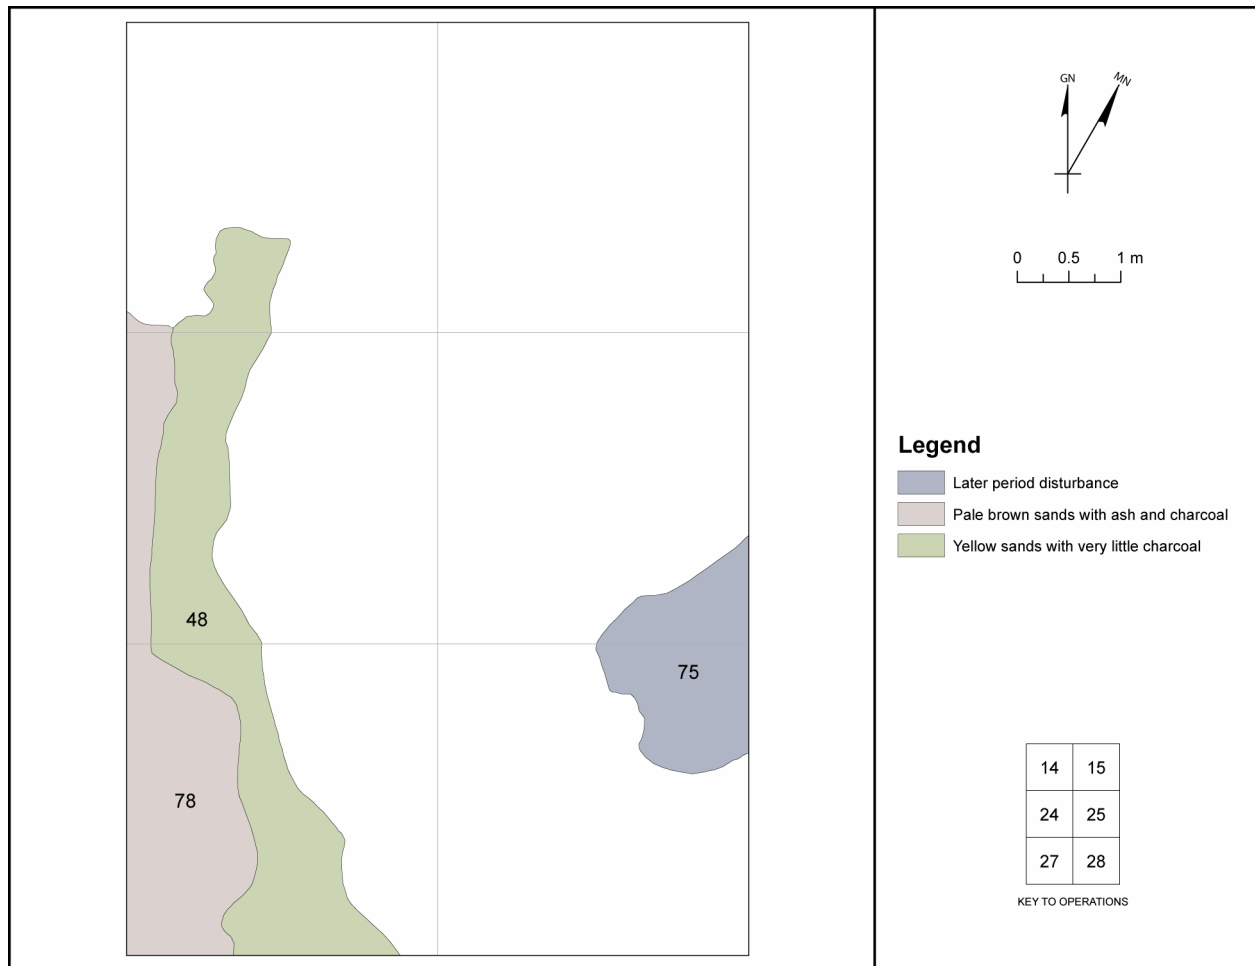 GN MN
0 0.5 1 m
Legend
Later period disturbance
Pale brown sands with ash and charcoal
Yellow sands with very little charcoal
48
75
78
14 15
24 25
27 28
KEY TO OPERATIONS